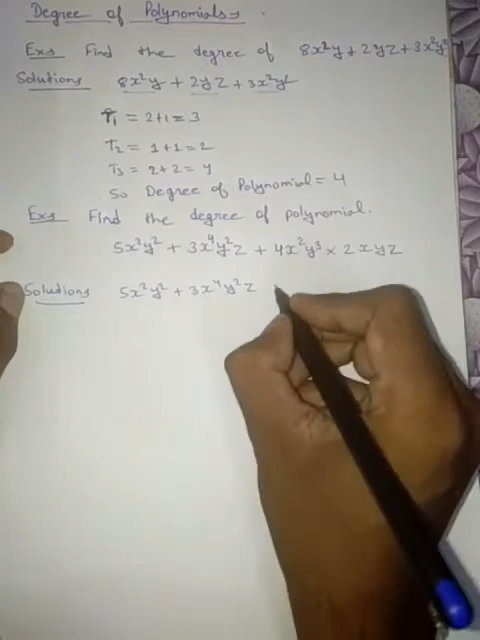 Degree of Polynomials →
Ex: Find the degree of 8x²y + 2yz + 3x²y²
Solution: 8x²y + 2yz + 3x²y²
T₁ = 2+1 = 3
T₂ = 1+1 = 2
T₃ = 2+2 = 4
So Degree of Polynomial = 4
Ex: Find the degree of polynomial.
5x²y² + 3x⁴y²z + 4x²y³ × 2xyz
Solution: 5x²y² + 3x⁴y²z